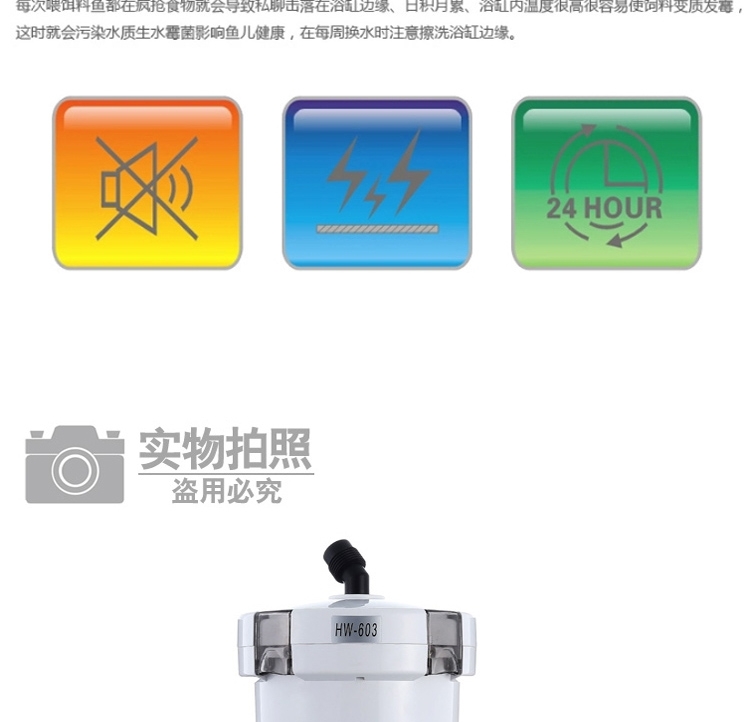 每次喂饵料鱼都在疯抢食物就会导致私聊击落在浴缸边缘、日积月累、浴缸内温度很高很容易使饲料变质发霉，
这时就会污染水质生水霉菌影响鱼儿健康，在每周换水时注意擦洗浴缸边缘。
24 HOUR
实物拍照
盗用必究
HW-603